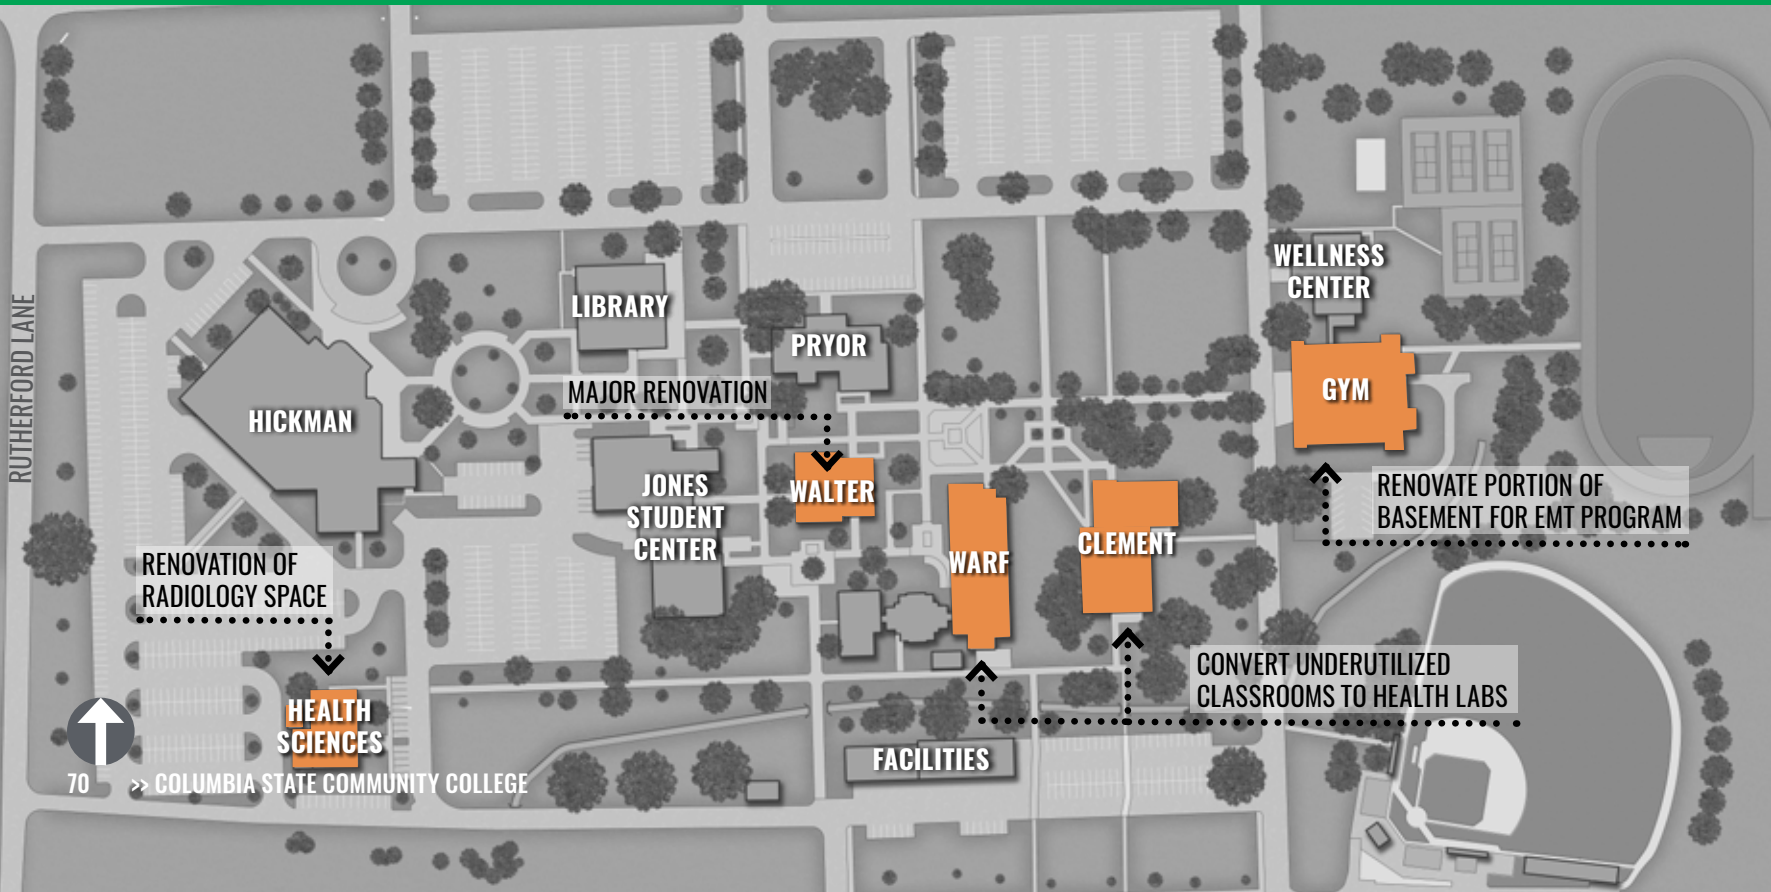 WELLNESS
CENTER
LIBRARY
RUTHERFORD LANE
PRYOR
MAJOR RENOVATION
GYM
HICKMAN
JONES
STUDENT
CENTER
WALTER
RENOVATE PORTION OF
BASEMENT FOR EMT PROGRAM
WARF
CLEMENT
RENOVATION OF
RADIOLOGY SPACE
CONVERT UNDERUTILIZED
CLASSROOMS TO HEALTH LABS
HEALTH
SCIENCES
FACILITIES
70 >> COLUMBIA STATE COMMUNITY COLLEGE